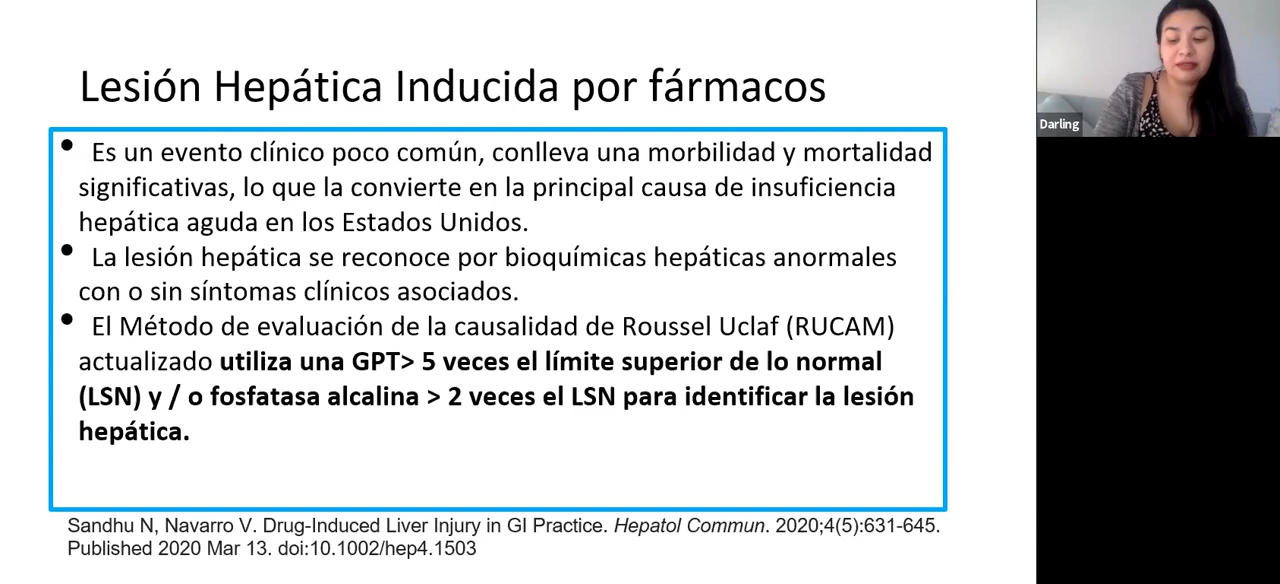 Lesión Hepática Inducida por fármacos
• Es un evento clínico poco común, conlleva una morbilidad y mortalidad
significativas, lo que la convierte en la principal causa de insuficiencia
hepática aguda en los Estados Unidos.
• La lesión hepática se reconoce por bioquímicas hepáticas anormales
con o sin síntomas clínicos asociados.
• El Método de evaluación de la causalidad de Roussel Uclaf (RUCAM)
actualizado utiliza una GPT> 5 veces el límite superior de lo normal
(LSN) y / o fosfatasa alcalina > 2 veces el LSN para identificar la lesión
hepática.
Sandhu N, Navarro V. Drug-Induced Liver Injury in GI Practice. Hepatol Commun. 2020;4(5):631-645.
Published 2020 Mar 13. doi:10.1002/hep4.1503
Darling